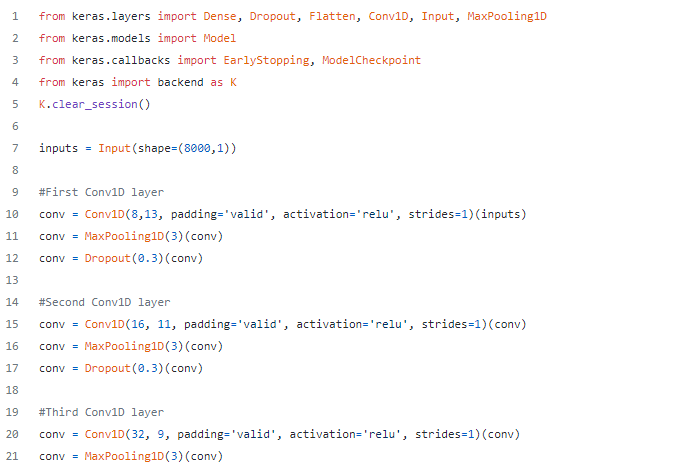 1 from keras.layers import Dense, Dropout, Flatten, Conv1D, Input, MaxPooling1D
2 from keras.models import Model
3 from keras.callbacks import EarlyStopping, ModelCheckpoint
4 from keras import backend as K
5 K.clear_session()
6
7 inputs = Input(shape=(8000,1))
8
9 #First Conv1D layer
10 conv = Conv1D(8,13, padding='valid', activation='relu', strides=1)(inputs)
11 conv = MaxPooling1D(3)(conv)
12 conv = Dropout(0.3)(conv)
13
14 #Second Conv1D layer
15 conv = Conv1D(16, 11, padding='valid', activation='relu', strides=1)(conv)
16 conv = MaxPooling1D(3)(conv)
17 conv = Dropout(0.3)(conv)
18
19 #Third Conv1D layer
20 conv = Conv1D(32, 9, padding='valid', activation='relu', strides=1)(conv)
21 conv = MaxPooling1D(3)(conv)